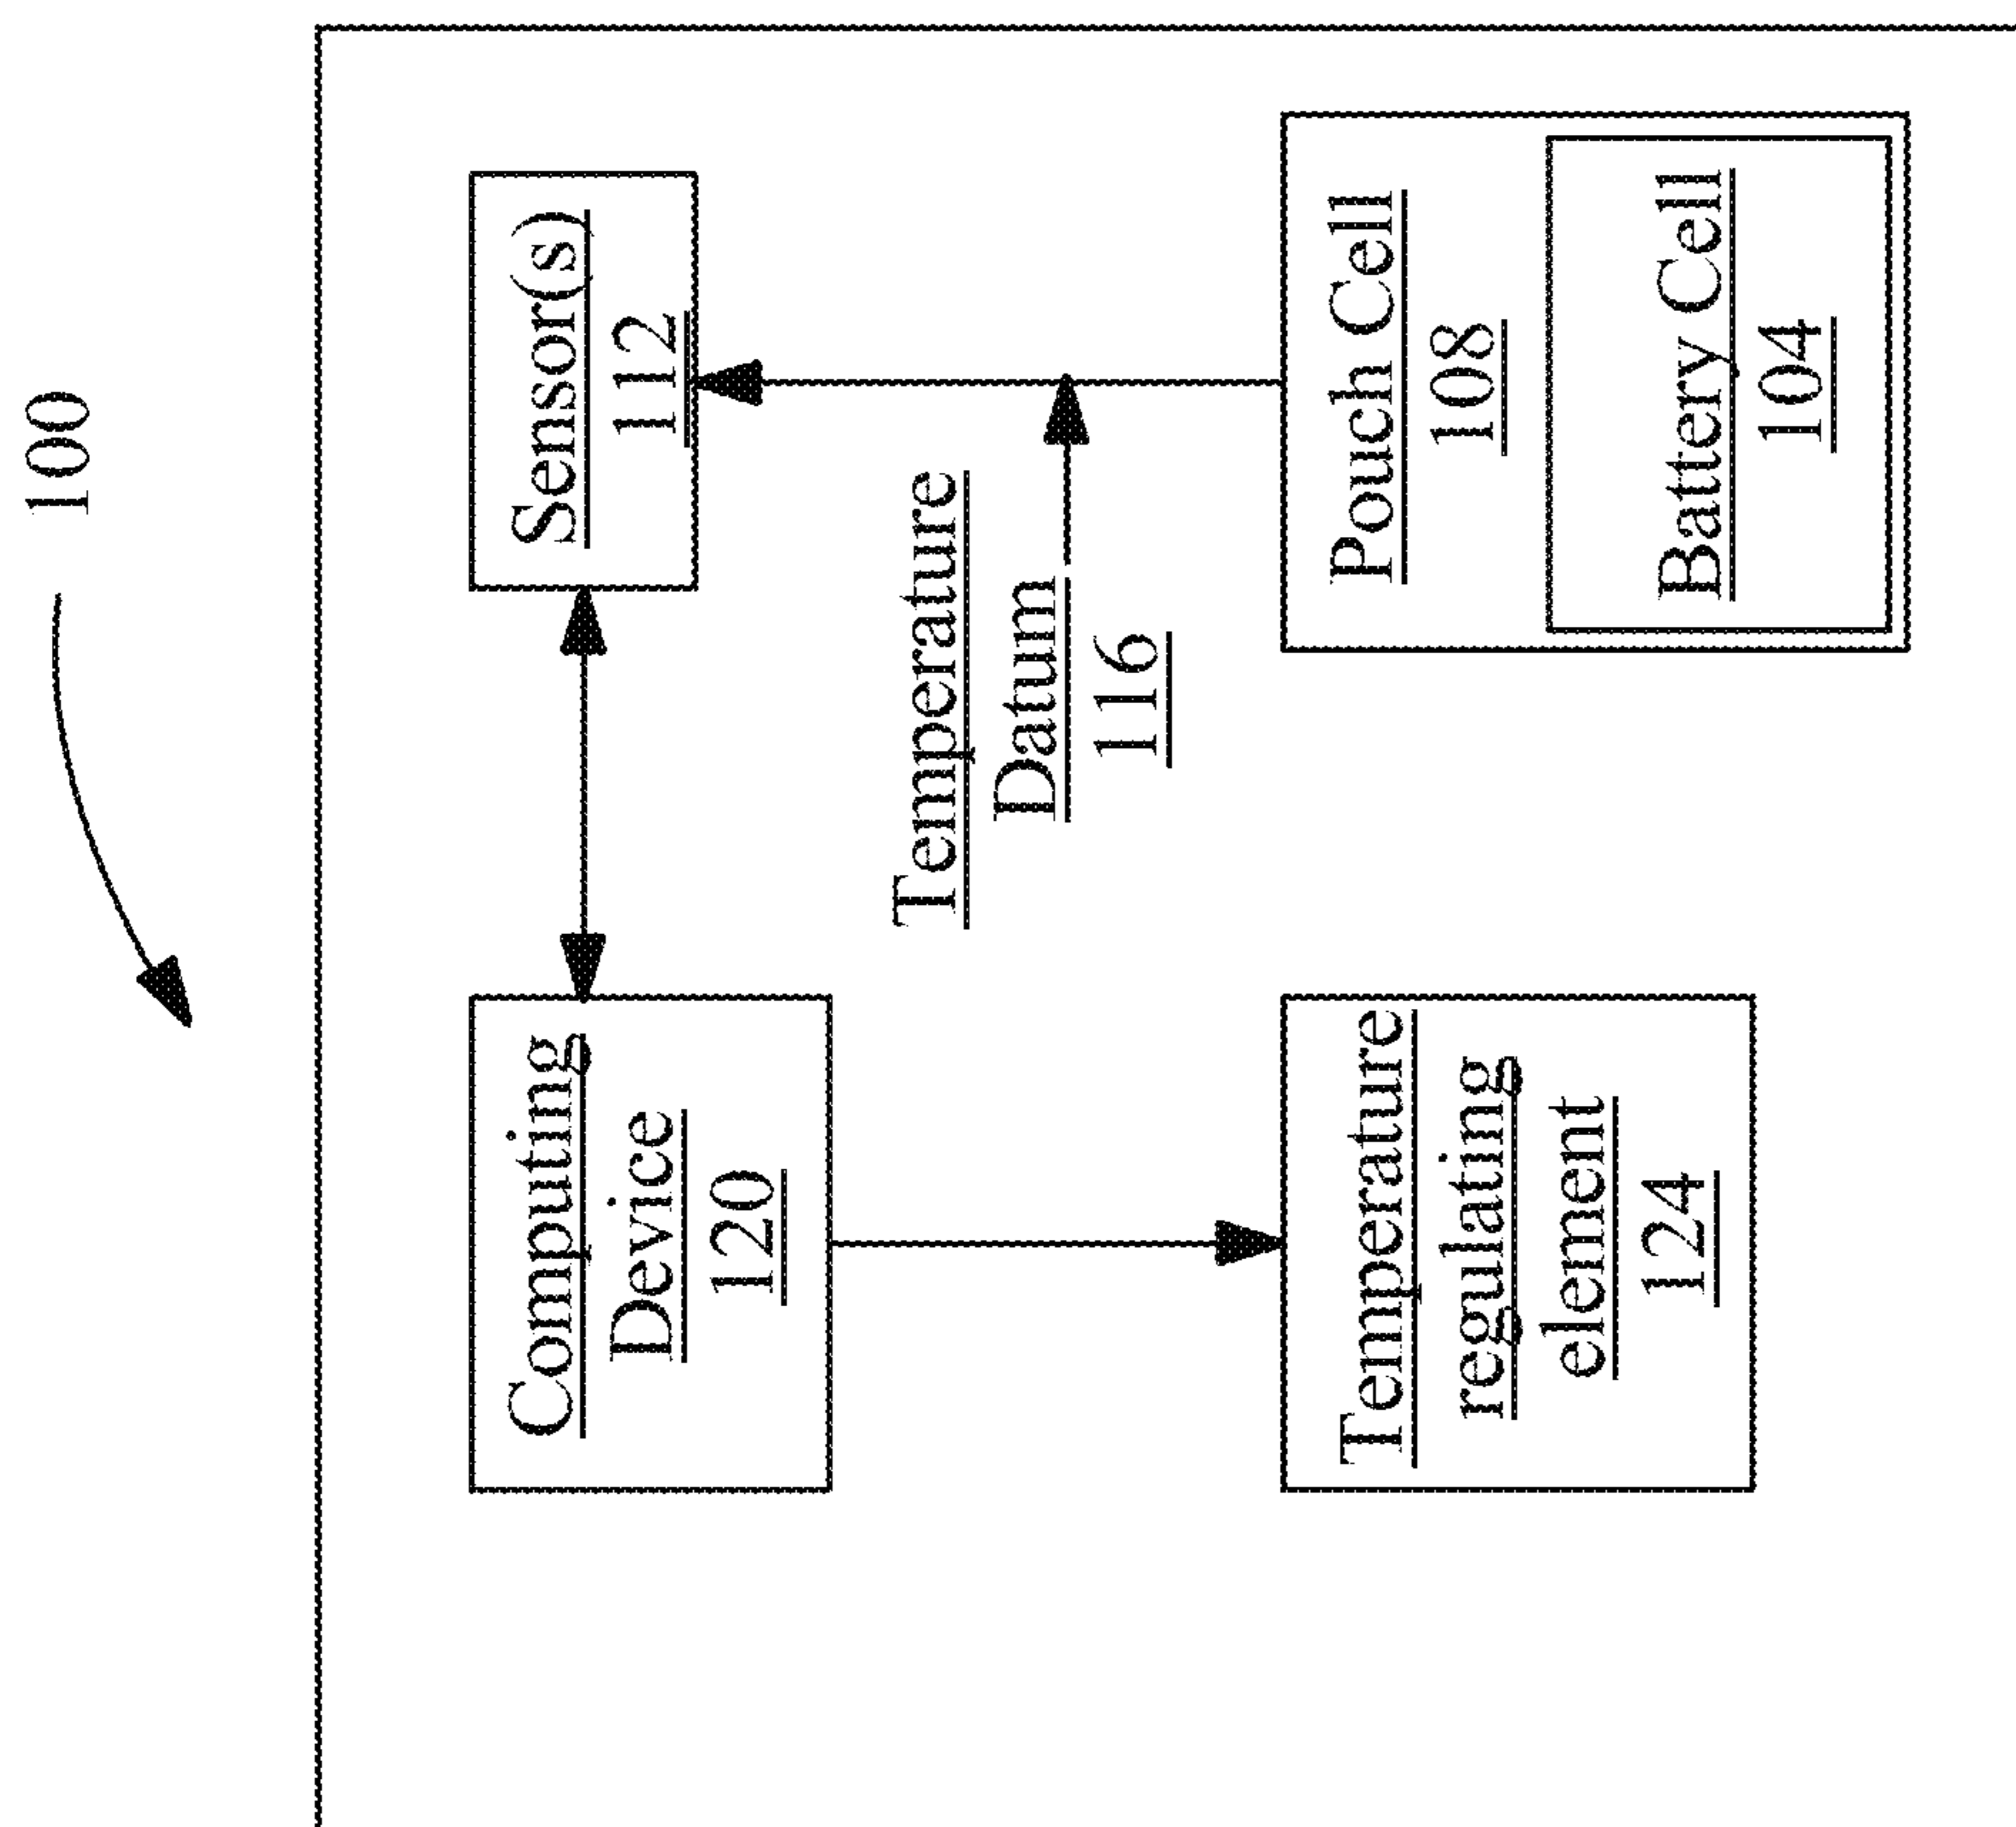 100
Computing
Device
120
Sensor(s)
112
Temperature
Datum
116
Temperature
regulating
element
124
Pouch Cell
108
Battery Cell
104